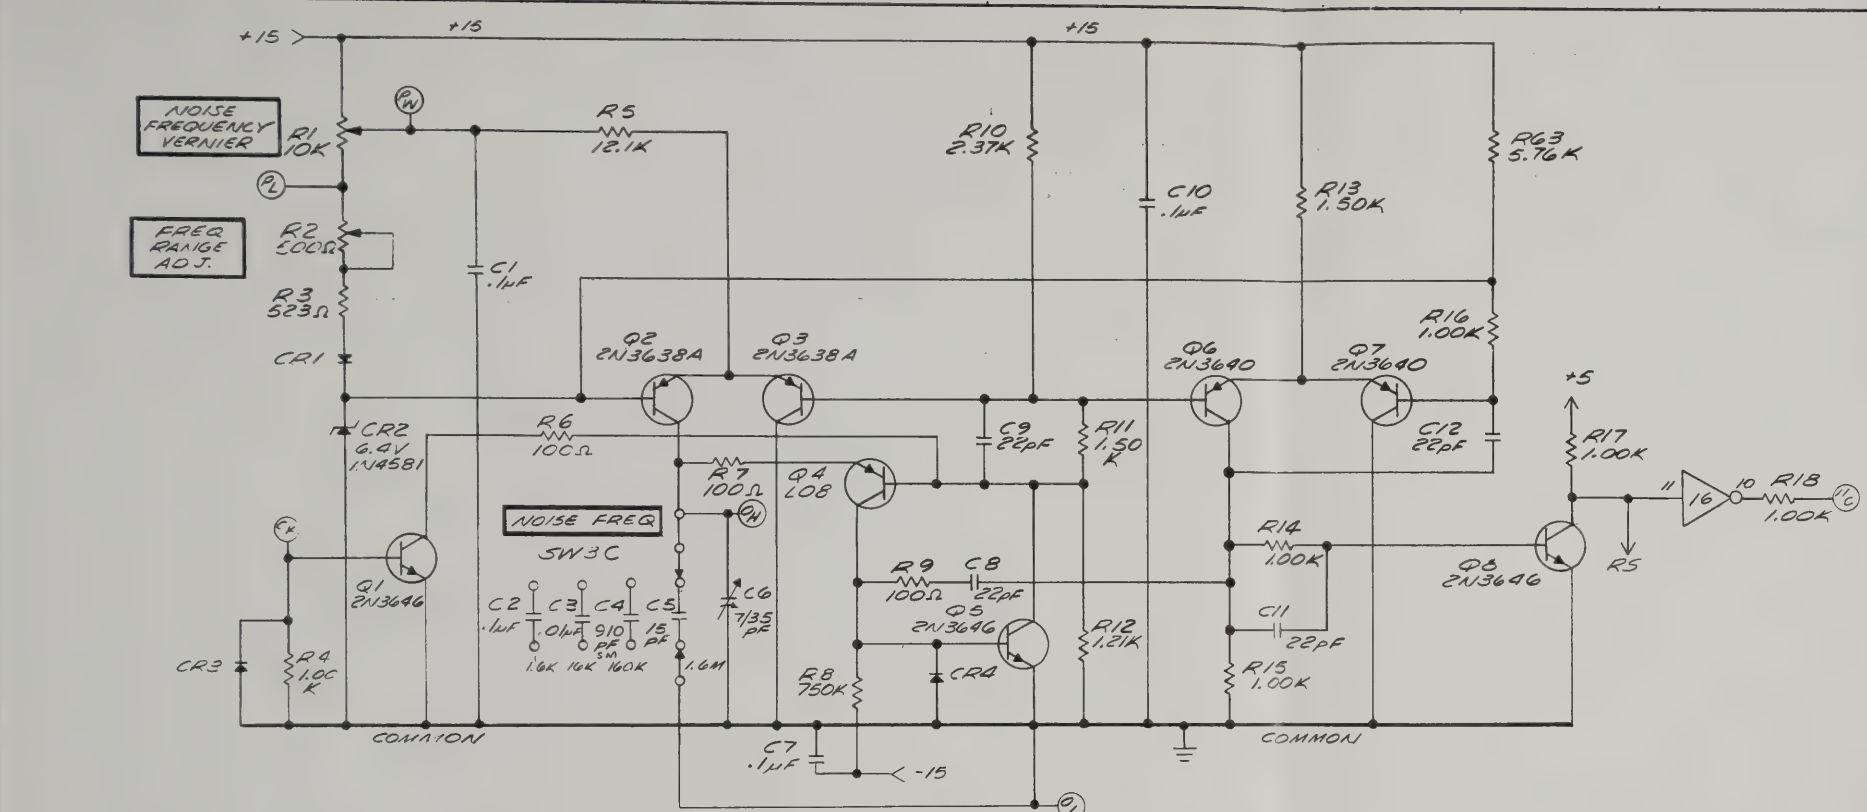 +15
+15
+15
NOISE
FREQUENCY
VERNIER
R1
10K
PW
R5
12.1K
R10
2.37K
C10
.1µF
R13
1.50K
R63
5.76K
PL
FREQ
RANGE
ADJ.
R2
500Ω
R3
523Ω
C1
.1µF
CR1
Q2
2N3638A
Q3
2N3638A
Q6
2N3640
Q7
2N3640
R16
1.00K
+5
CR2
6.4V
1N4581
R6
100Ω
R7
100Ω
Q4
L08
C9
22pF
R11
1.50
K
C12
22pF
R17
1.00K
11
16
10
R18
1.00K
11C
RS
NOISE FREQ
SW3C
OH
CK
Q1
2N3646
C2
.1µF
C3
.01µF
C4
910
PF
SM
C5
15
PF
1.6K
16K
160K
1.6M
C6
7/35
PF
R9
100Ω
C8
22pF
Q5
2N3646
R14
1.00K
C11
22pF
Q8
2N3646
CR3
R4
1.00
K
R8
750K
CR4
R12
1.21K
R15
1.00K
COMMON
C7
.1µF
-15
COMMON